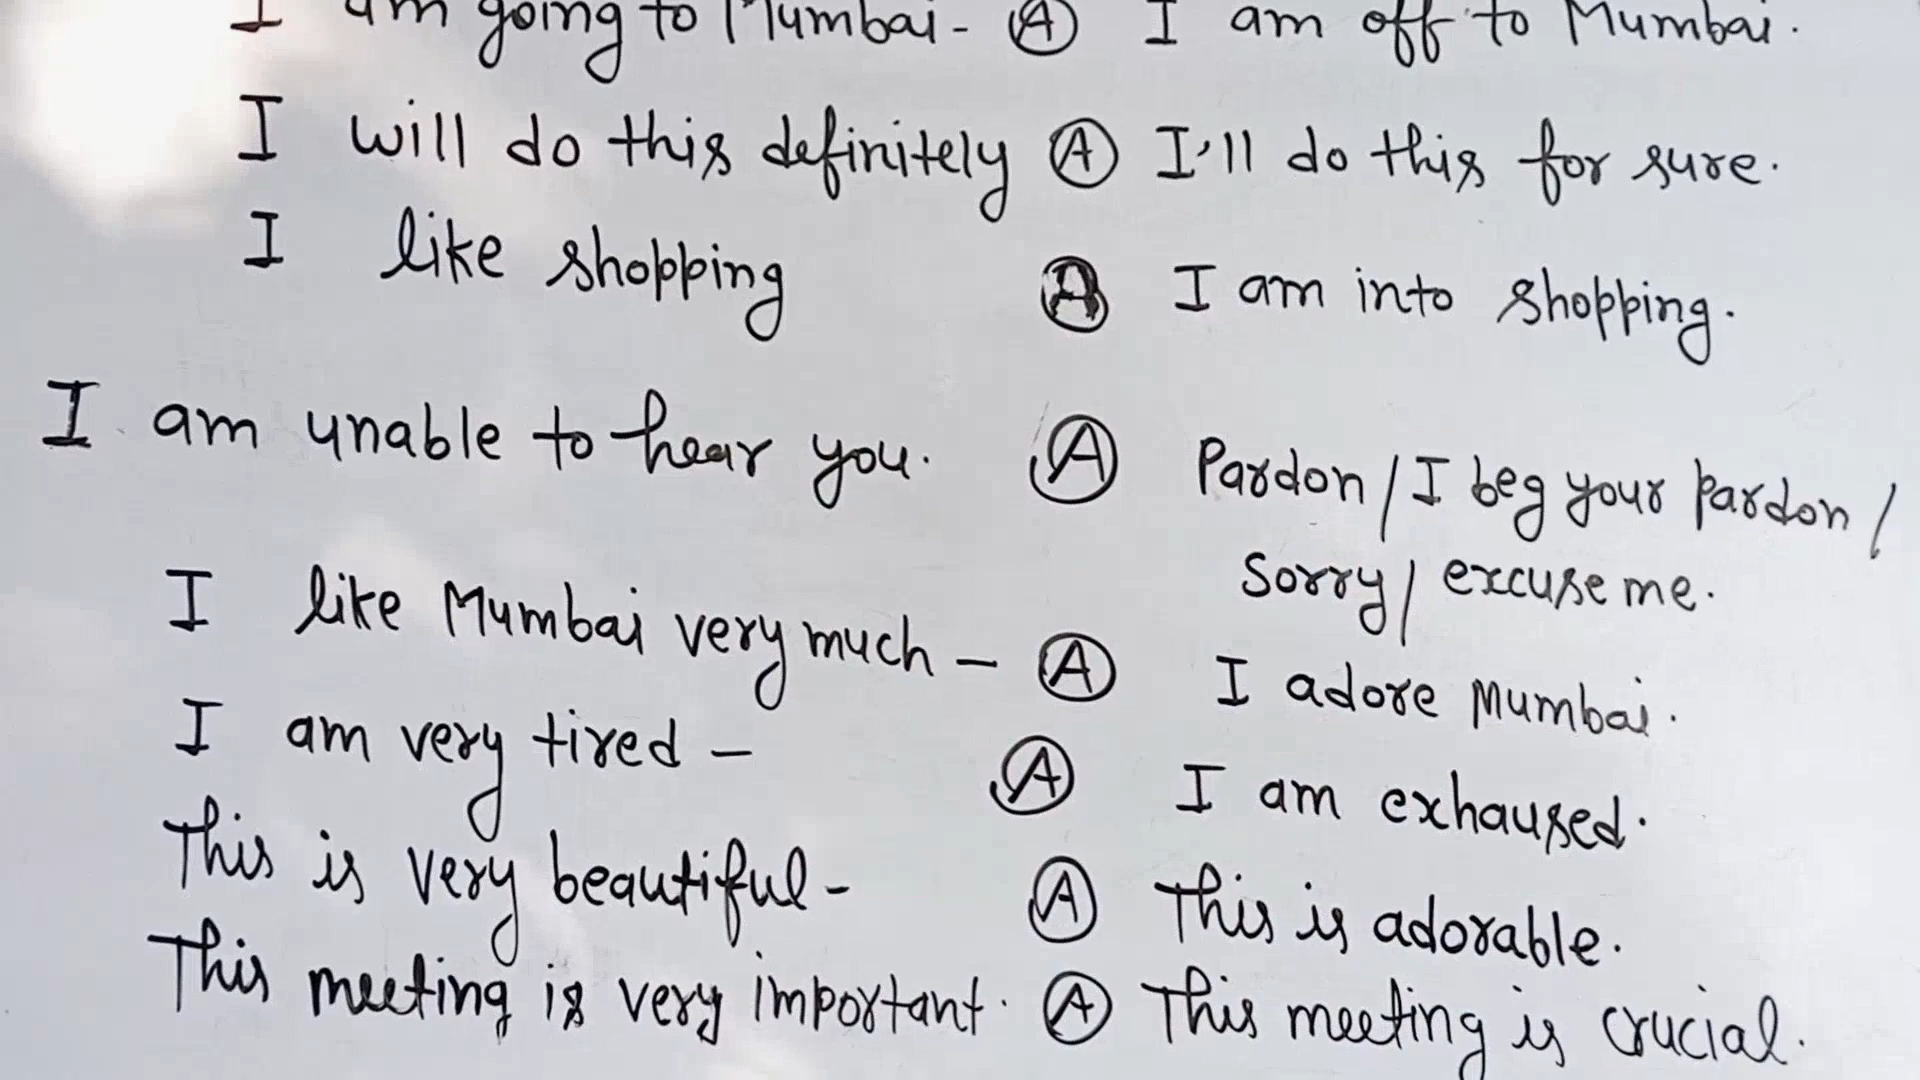 I am going to Mumbai - A I am off to Mumbai.
I will do this definitely A I'll do this for sure.
I like shopping A I am into shopping.
I am unable to hear you. A Pardon / I beg your pardon /
Sorry / excuse me.
I like Mumbai very much - A I adore Mumbai.
I am very tired - A I am exhaused.
This is very beautiful - A This is adorable.
This meeting is very important. A This meeting is crucial.